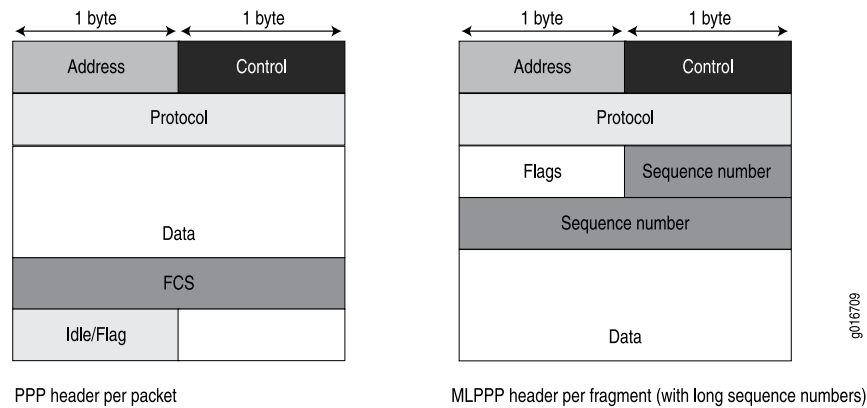 1 byte 1 byte
Address Control
Protocol
Data
FCS
Idle/Flag
PPP header per packet
1 byte 1 byte
Address Control
Protocol
Flags Sequence number
Sequence number
Data
MLPPP header per fragment (with long sequence numbers)
g016709